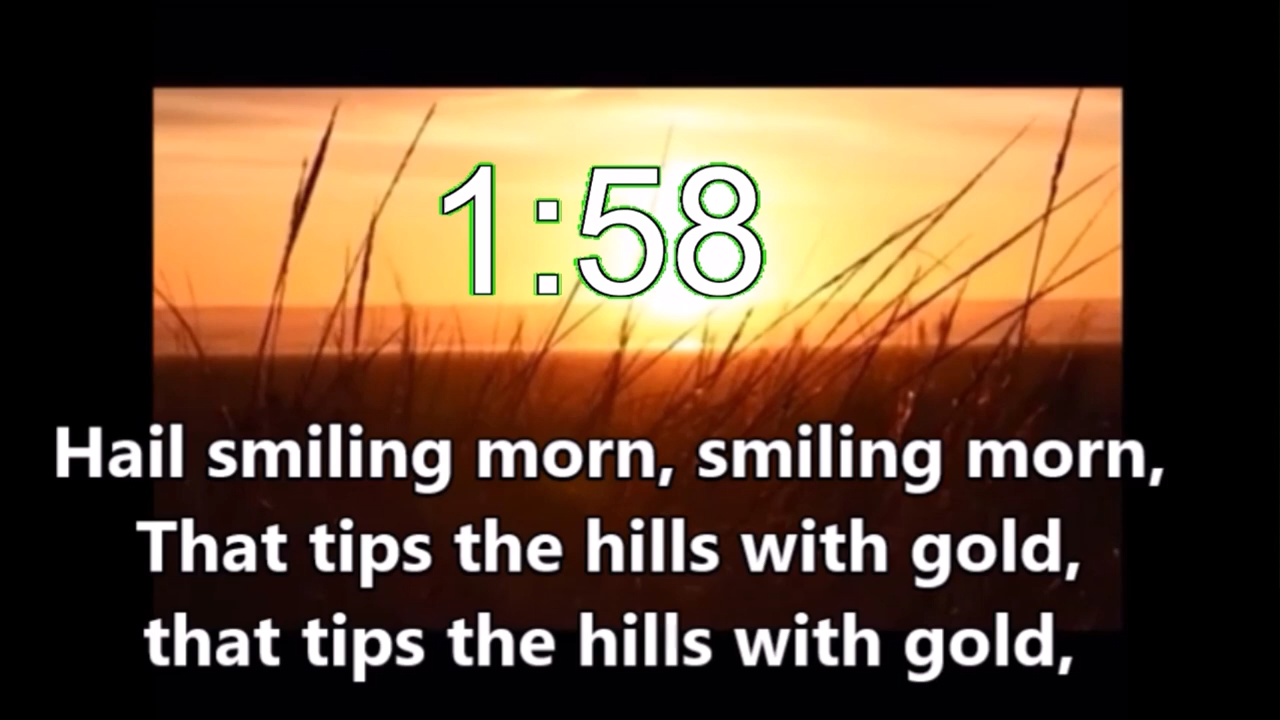 1:58
Hail smiling morn, smiling morn,
That tips the hills with gold,
that tips the hills with gold,